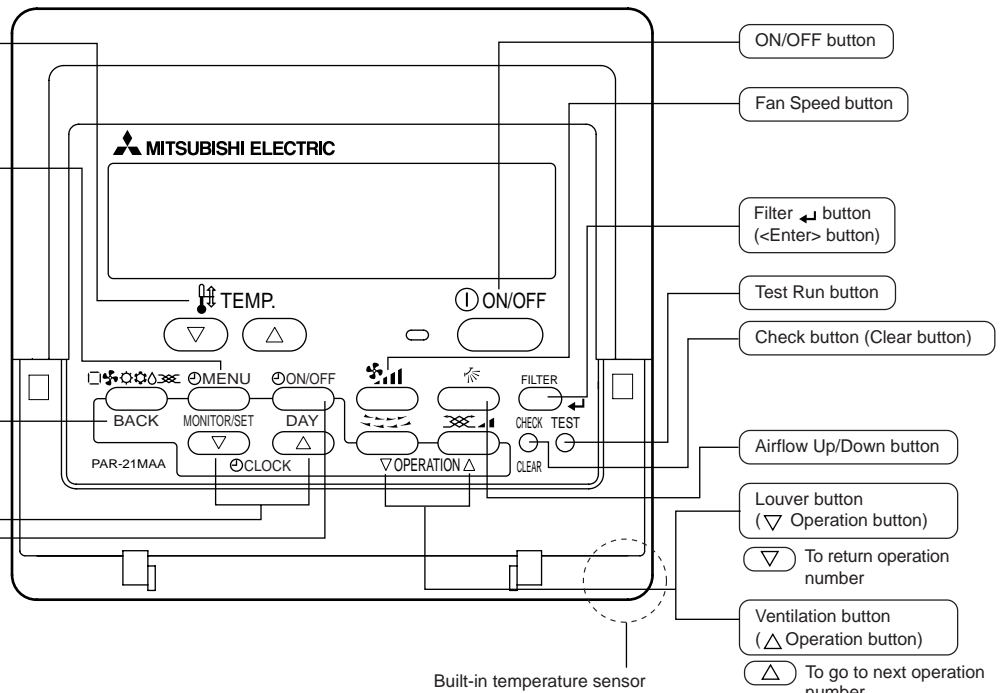 ON/OFF button
Fan Speed button
MITSUBISHI ELECTRIC
Filter ↵ button
(<Enter> button)
TEMP.
ON/OFF
Test Run button
Check button (Clear button)
MENU
ON/OFF
FILTER
BACK
MONITOR/SET
DAY
CHECK
TEST
PAR-21MAA
CLOCK
▽ OPERATION △
CLEAR
Airflow Up/Down button
Louver button
(▽ Operation button)
▽ To return operation
number
Ventilation button
(△ Operation button)
△ To go to next operation
number
Built-in temperature sensor